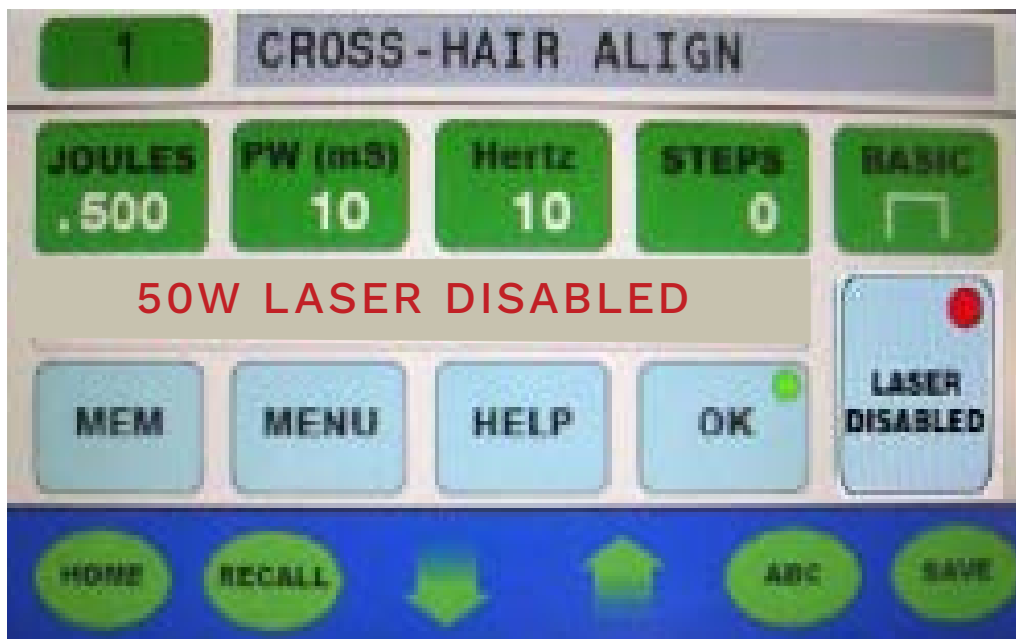 1 CROSS-HAIR ALIGN
JOULES PW (mS) Hertz STEPS BASIC
.500 10 10 0
50W LASER DISABLED
LASER
DISABLED
MEM MENU HELP OK
HOME RECALL ABC SAVE